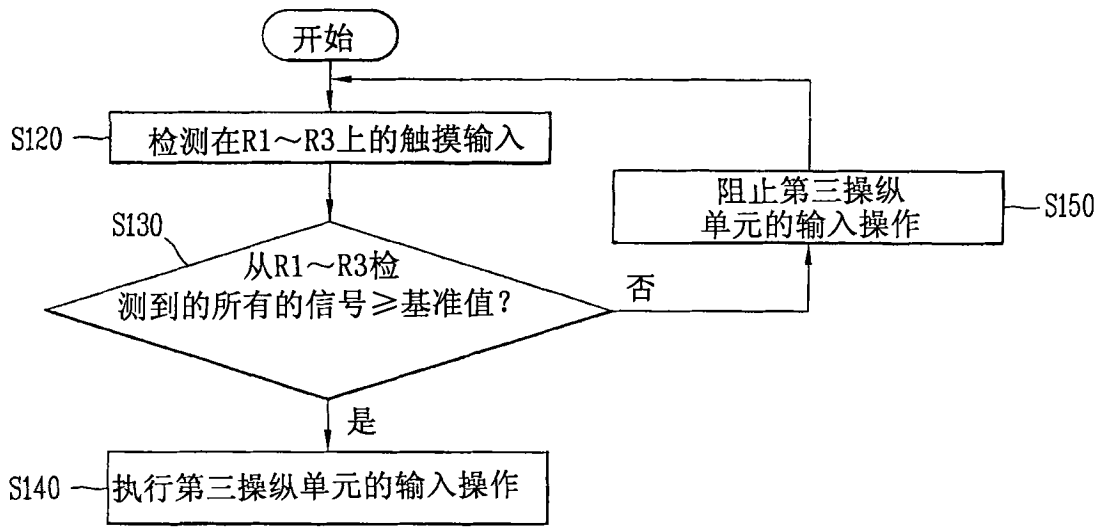 开始
S120
检测在R1～R3上的触摸输入
阻止第三操纵
单元的输入操作
S150
S130
从R1～R3检
测到的所有的信号≥基准值?
否
是
S140
执行第三操纵单元的输入操作